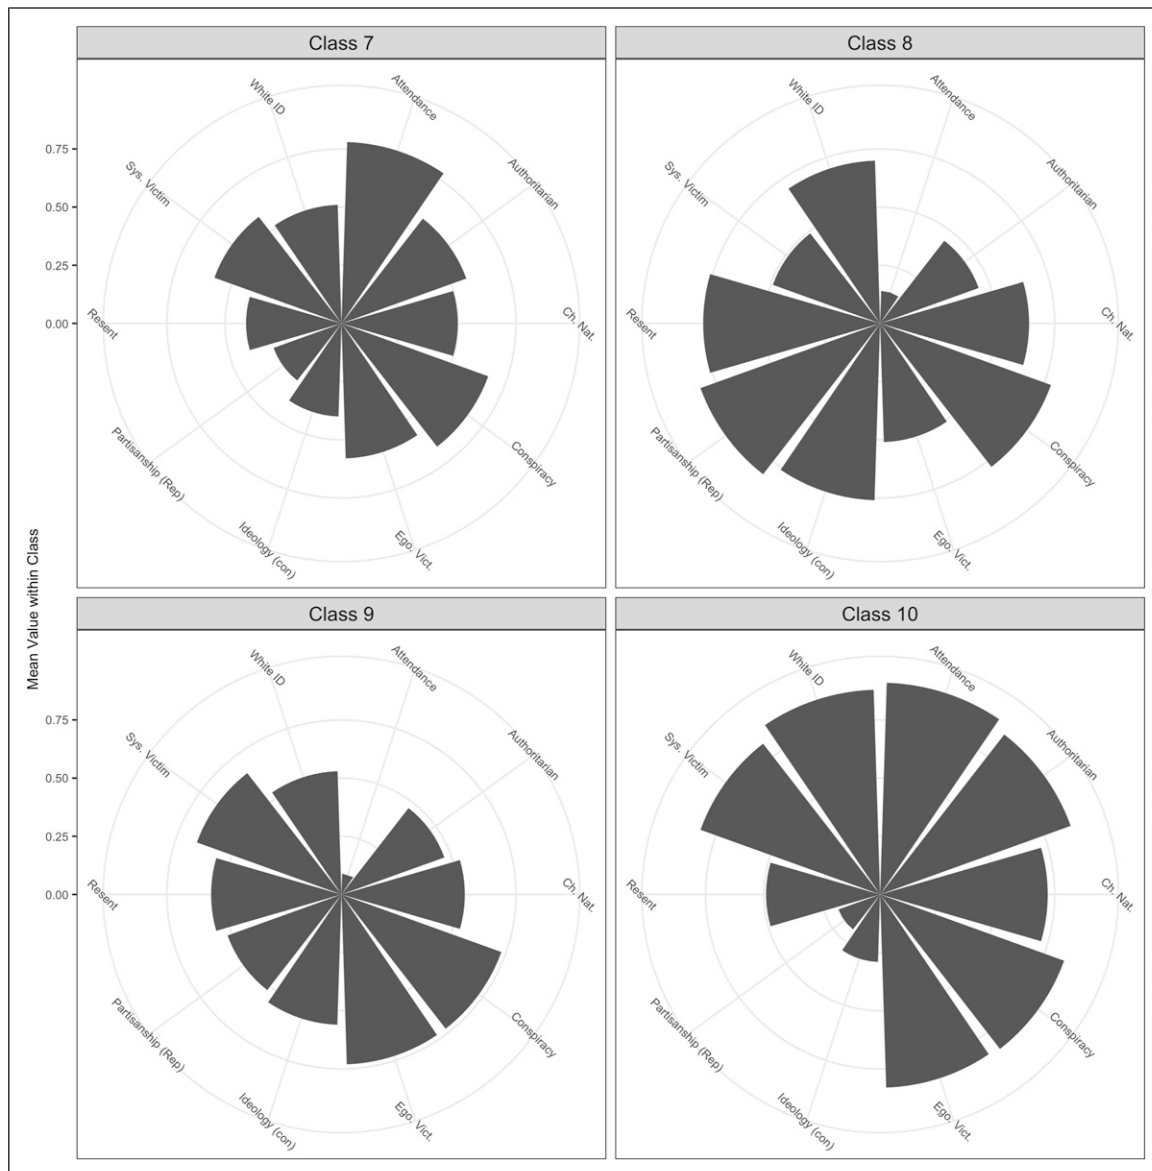 Class 7
Class 8
White ID
Attendance
Sys. Victim
Authoritarian
Resent
Ch. Nat.
Partisanship (Rep)
Conspiracy
Ideology (con)
Ego. Vict.
White ID
Attendance
Sys. Victim
Authoritarian
Resent
Ch. Nat.
Partisanship (Rep)
Conspiracy
Ideology (con)
Ego. Vict.
0.75
0.50
0.25
0.00
Mean Value within Class
Class 9
Class 10
White ID
Attendance
Sys. Victim
Authoritarian
Resent
Ch. Nat.
Partisanship (Rep)
Conspiracy
Ideology (con)
Ego. Vict.
White ID
Attendance
Sys. Victim
Authoritarian
Resent
Ch. Nat.
Partisanship (Rep)
Conspiracy
Ideology (con)
Ego. Vict.
0.75
0.50
0.25
0.00